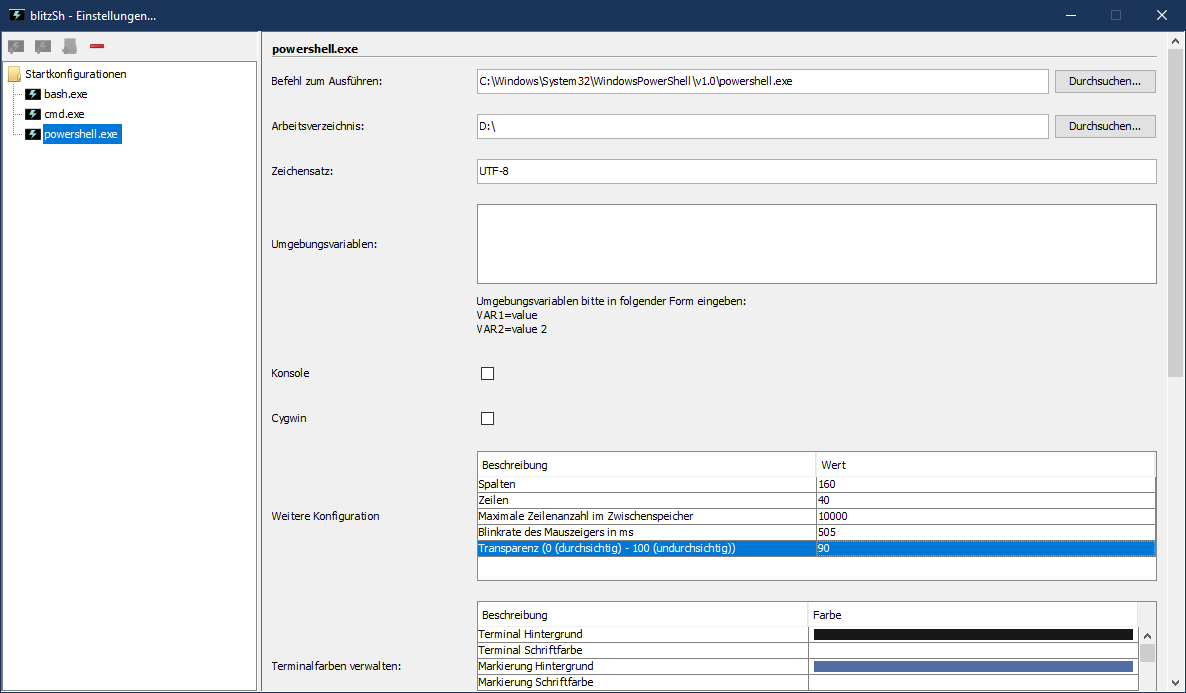 blitzSh - Einstellungen...
Startkonfigurationen
bash.exe
cmd.exe
powershell.exe
powershell.exe
Befehl zum Ausführen:
C:\Windows\System32\WindowsPowerShell\v1.0\powershell.exe
Durchsuchen...
Arbeitsverzeichnis:
D:\
Durchsuchen...
Zeichensatz:
UTF-8
Umgebungsvariablen:
Umgebungsvariablen bitte in folgender Form eingeben:
VAR1=value
VAR2=value 2
Konsole
Cygwin
Weitere Konfiguration
Beschreibung Wert
Spalten 160
Zeilen 40
Maximale Zeilenanzahl im Zwischenspeicher 10000
Blinkrate des Mauszeigers in ms 505
Transparenz (0 (durchsichtig) - 100 (undurchsichtig)) 90
Terminalfarben verwalten:
Beschreibung Farbe
Terminal Hintergrund
Terminal Schriftfarbe
Markierung Hintergrund
Markierung Schriftfarbe